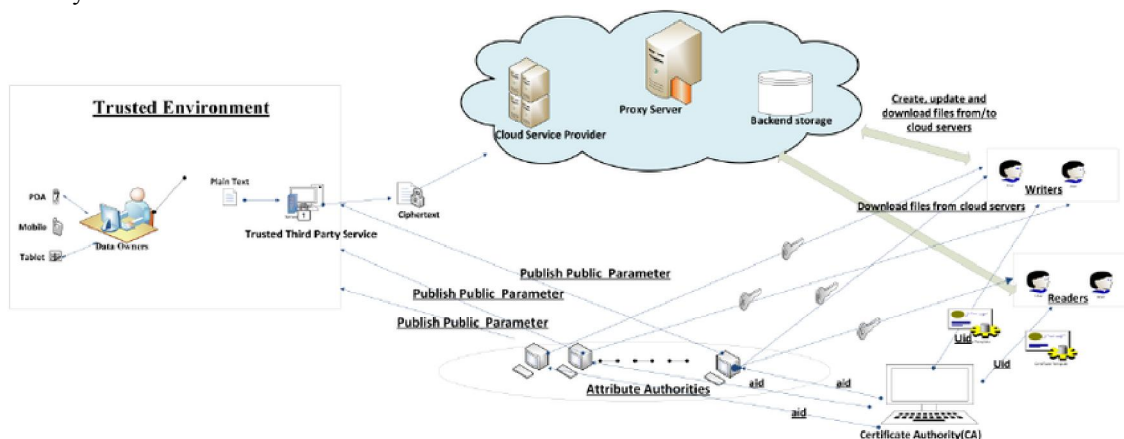 Trusted Environment
PDA
Mobile
Tablet
Data Owners
Plain Text
Trusted Third Party Service
Ciphertext
Cloud Service Provider
Proxy Server
Backend storage
Create, update and
download files from/to
cloud servers
Writers
Download files from cloud servers
Readers
Publish Public Parameter
Publish Public Parameter
Publish Public Parameter
Uid
Uid
Attribute Authorities
aid
aid
aid
Certificate Authority(CA)